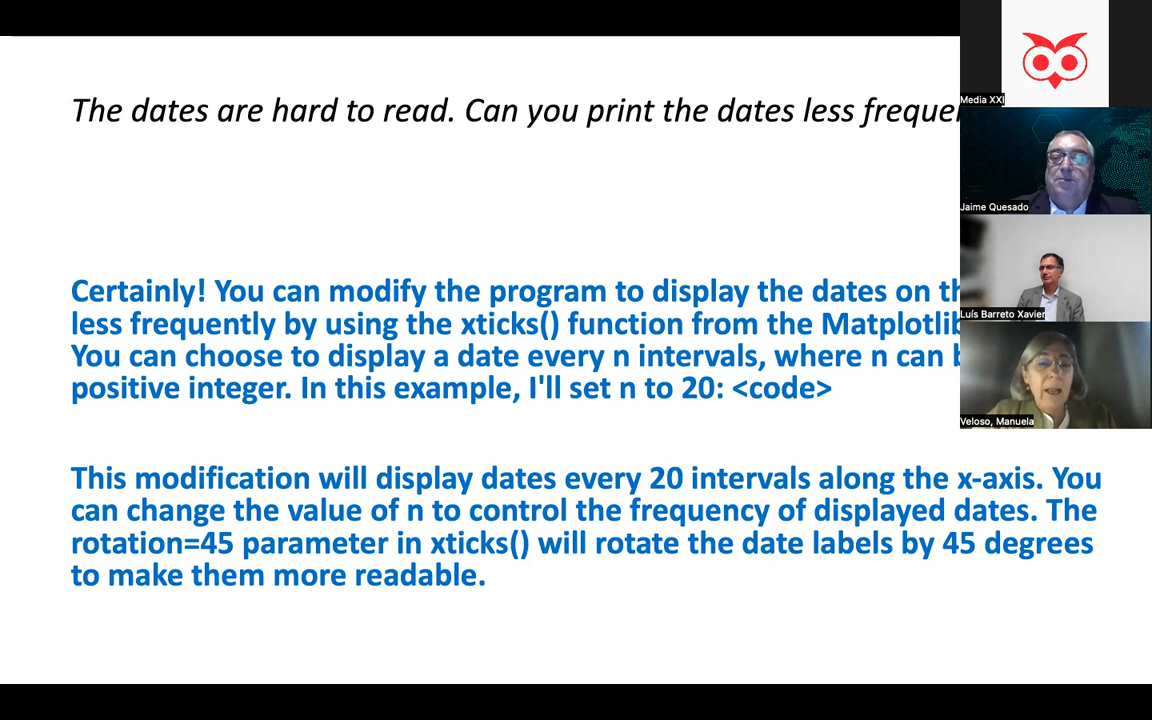 The dates are hard to read. Can you print the dates less
Certainly! You can modify the program to display the dates on
less frequently by using the xticks() function from the
You can choose to display a date every n intervals, where n can
positive integer. In this example, I'll set n to 20: <code>
This modification will display dates every 20 intervals along the x-axis. You
can change the value of n to control the frequency of displayed dates. The
rotation=45 parameter in xticks() will rotate the date labels by 45 degrees
to make them more readable.
Media XXI
Jaime Quesado
Luís Barreto Xavier
Veloso, Manuela